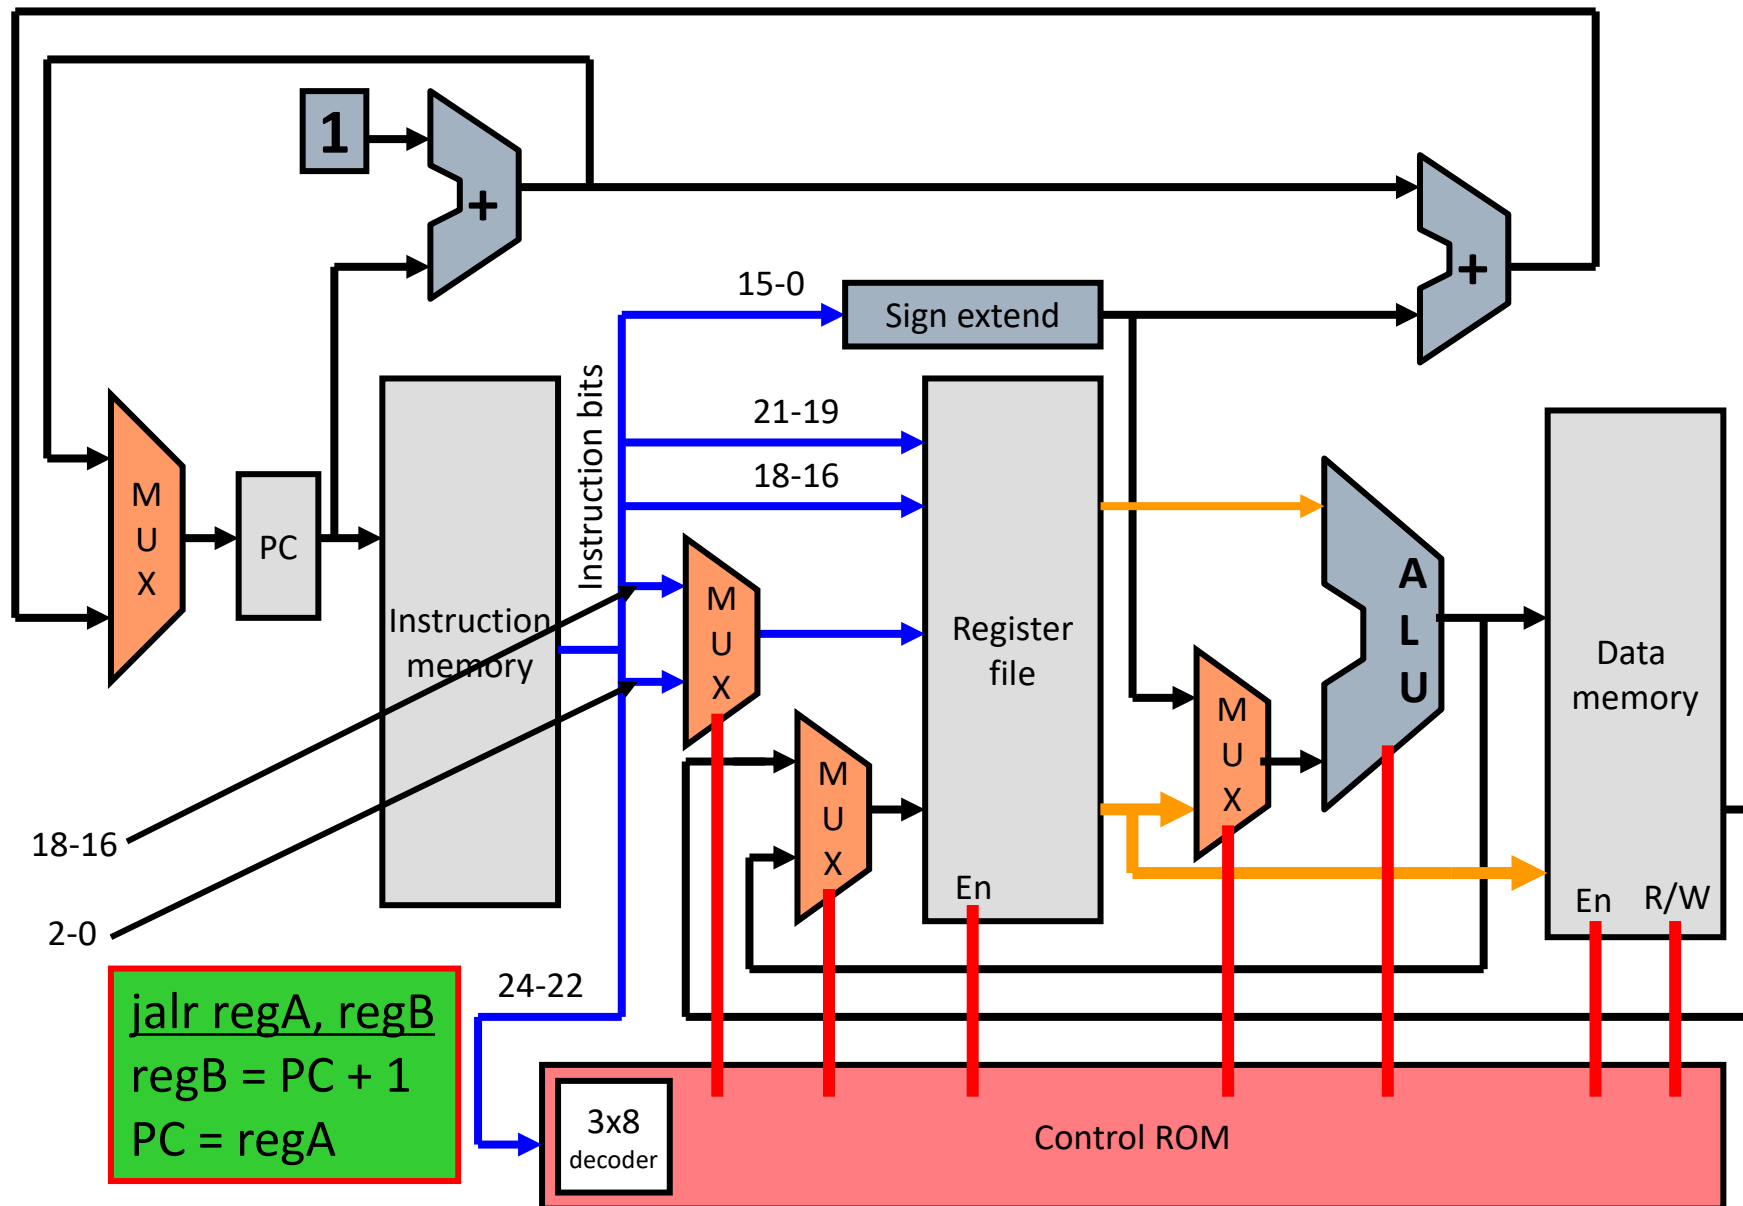 1
+
+
15-0
Sign extend
Instruction bits
21-19
18-16
M
U
X
PC
Instruction
memory
M
U
X
Register
file
En
M
U
X
M
U
X
A
L
U
Data
memory
En
R/W
18-16
2-0
24-22
jalr regA, regB
regB = PC + 1
PC = regA
3x8
decoder
Control ROM